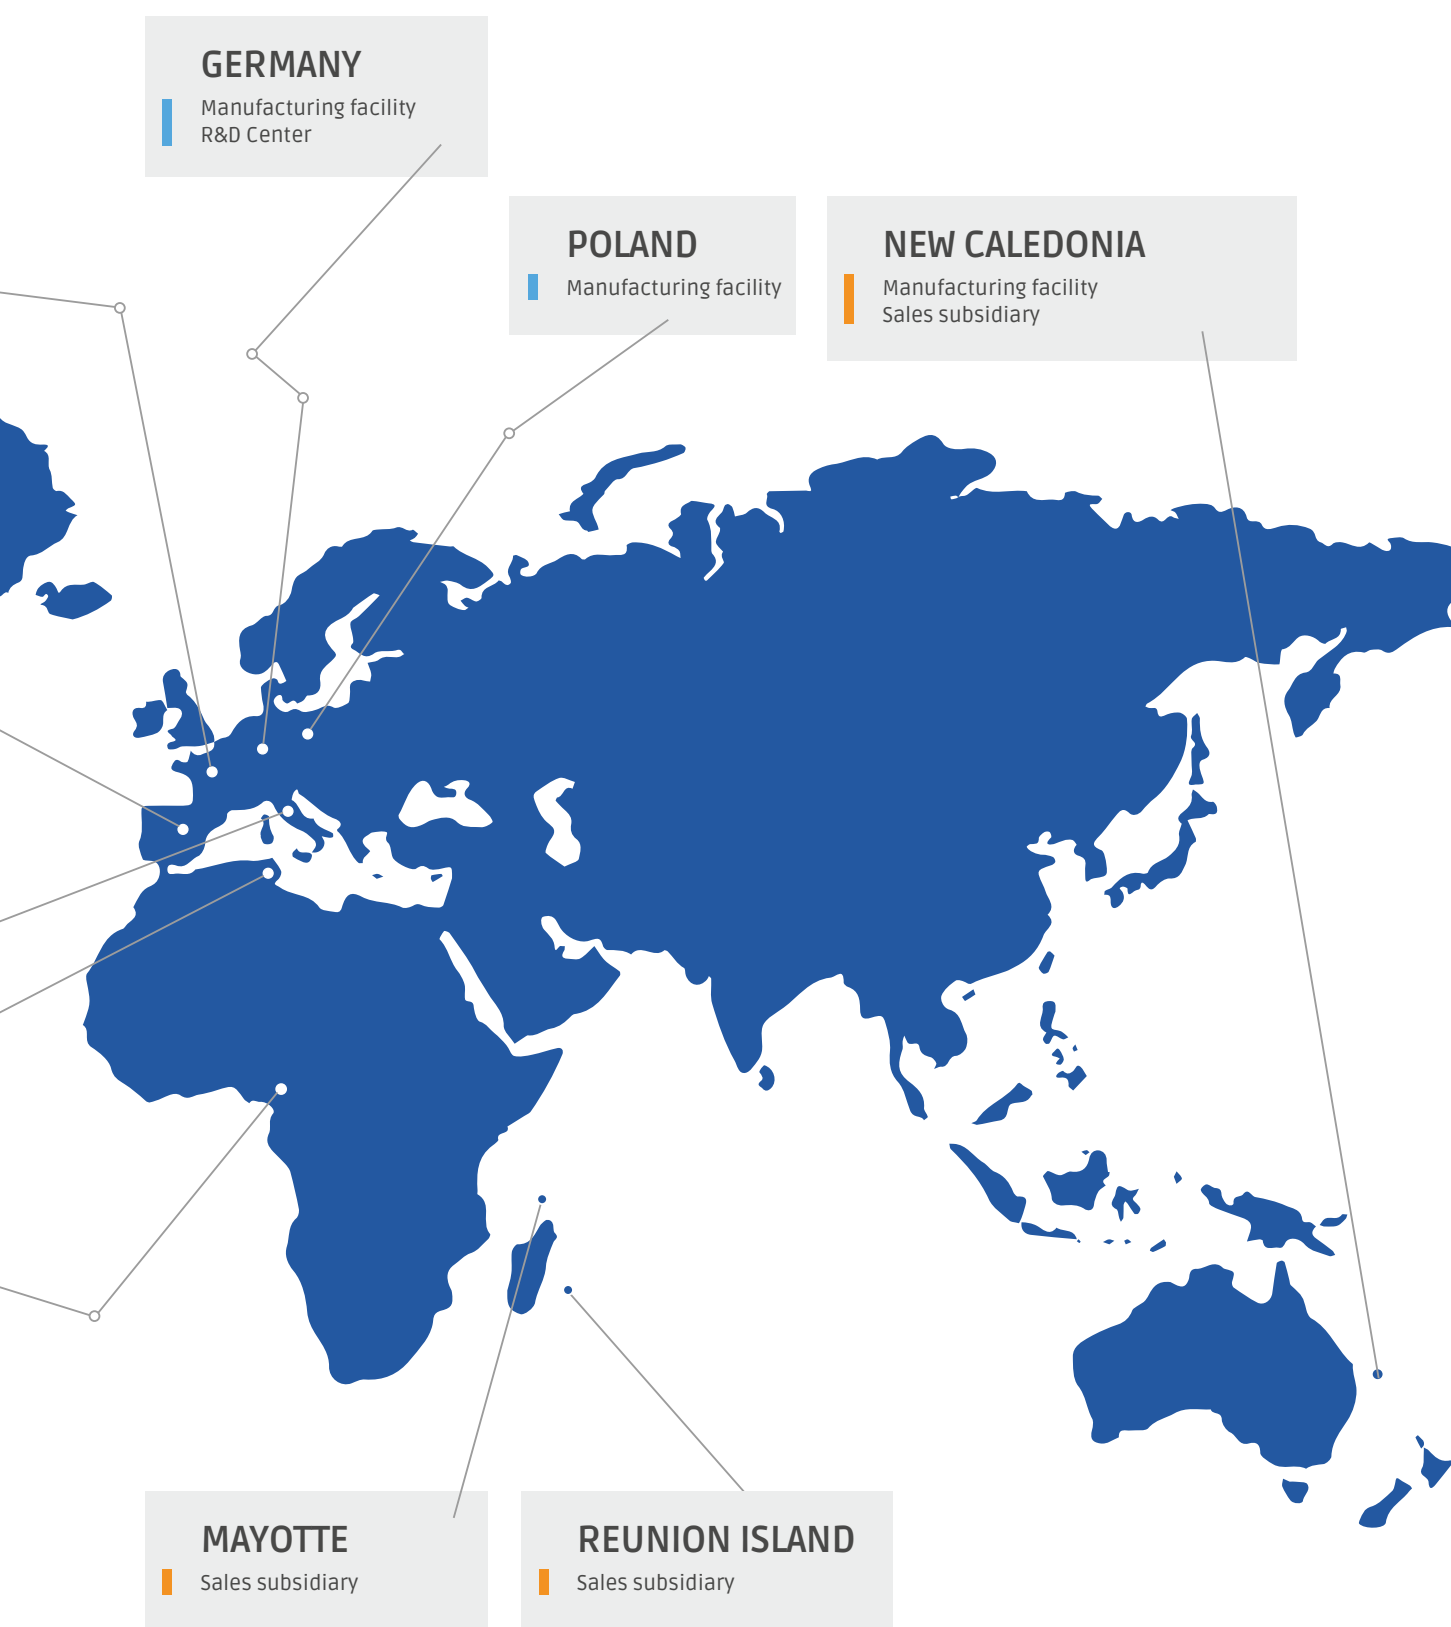 GERMANY
Manufacturing facility
R&D Center
POLAND
Manufacturing facility
NEW CALEDONIA
Manufacturing facility
Sales subsidiary
MAYOTTE
Sales subsidiary
REUNION ISLAND
Sales subsidiary